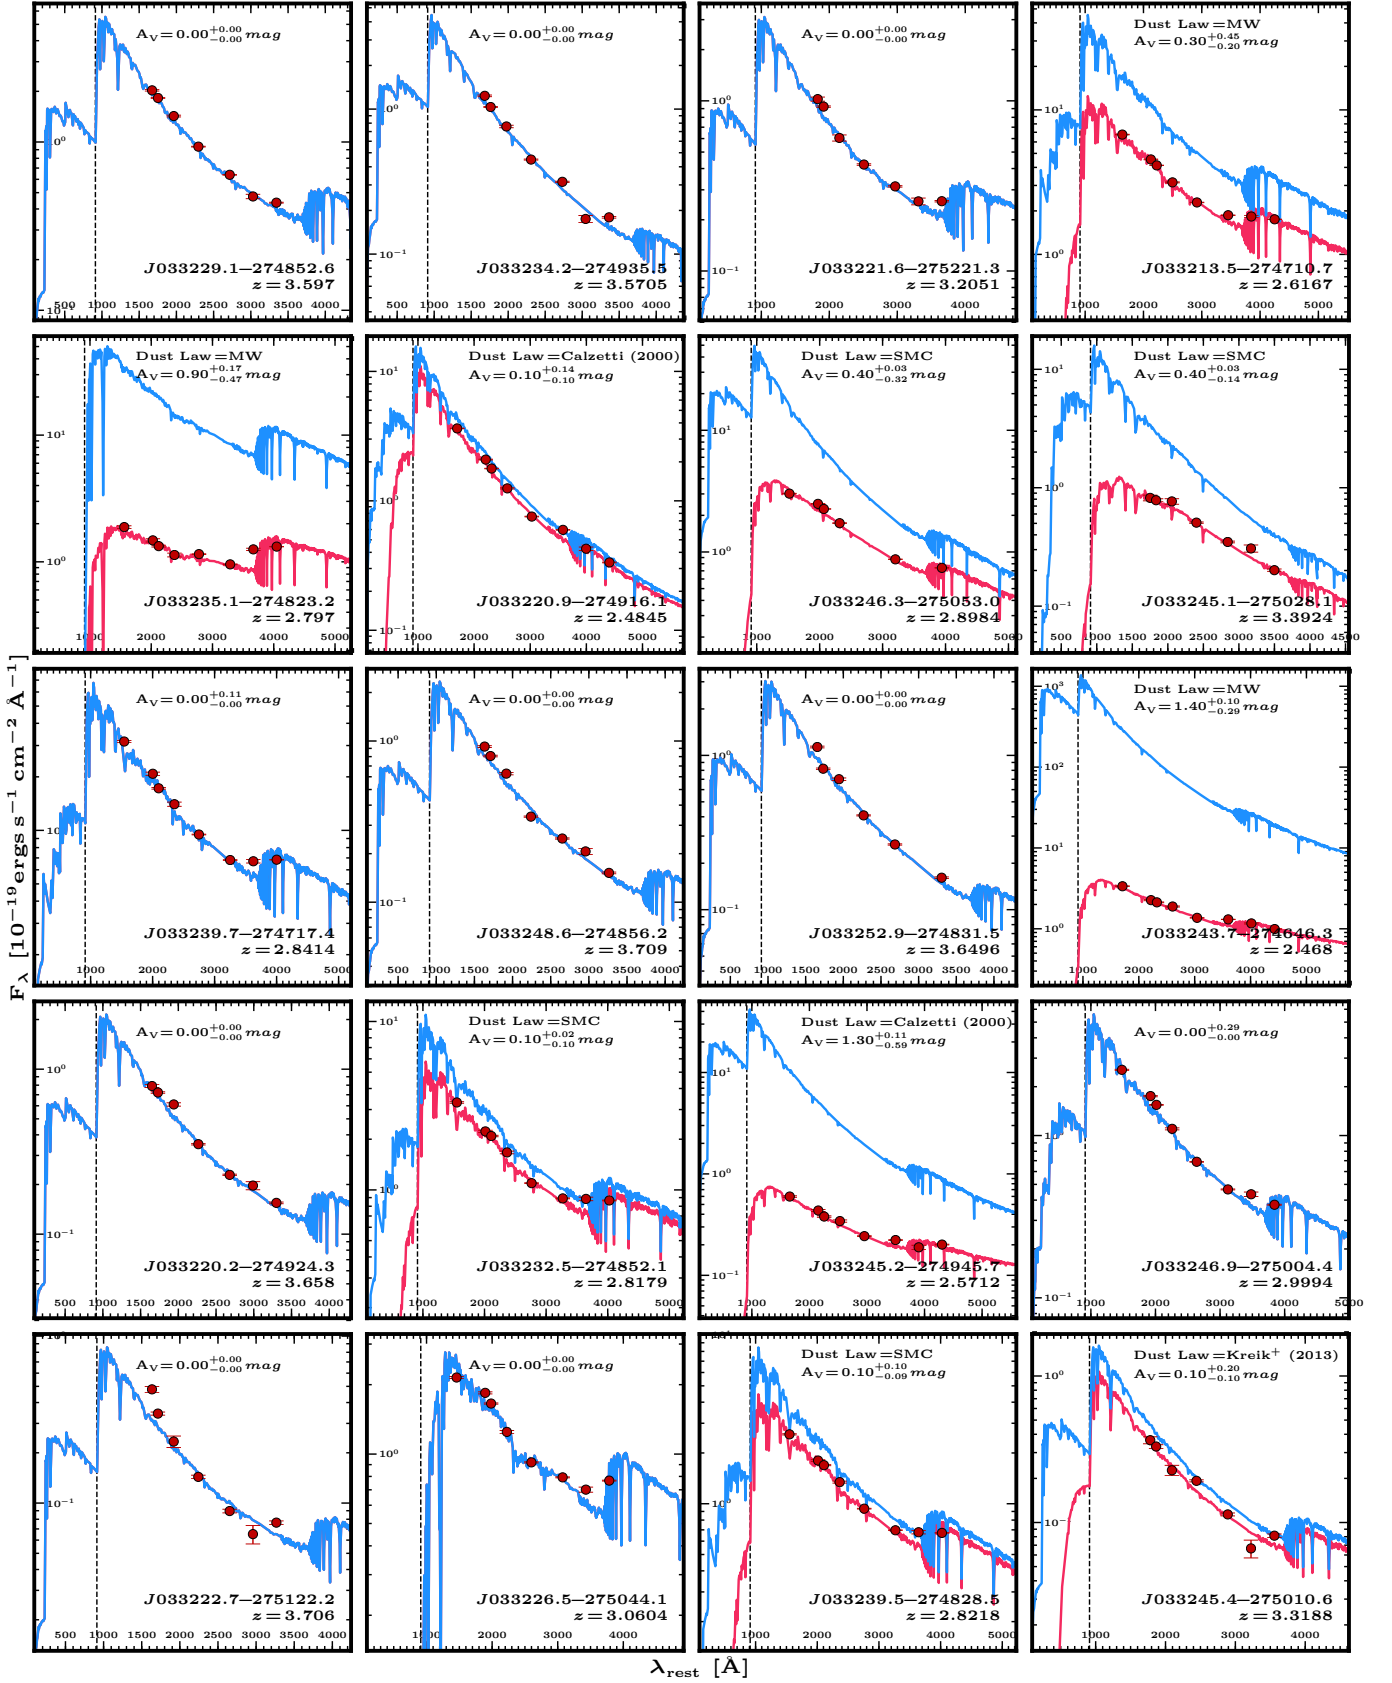 A_V=0.00^{+0.00}_{-0.00} mag
J033229.1−274852.6
z=3.597
A_V=0.00^{+0.00}_{-0.00} mag
J033234.2−274935.5
z=3.5705
A_V=0.00^{+0.00}_{-0.00} mag
J033221.6−275221.3
z=3.2051
Dust Law=MW
A_V=0.30^{+0.45}_{-0.20} mag
J033213.5−274710.7
z=2.6167
Dust Law=MW
A_V=0.90^{+0.17}_{-0.47} mag
J033235.1−274823.2
z=2.797
Dust Law=Calzetti (2000)
A_V=0.10^{+0.14}_{-0.10} mag
J033220.9−274916.1
z=2.4845
Dust Law=SMC
A_V=0.40^{+0.03}_{-0.32} mag
J033246.3−275053.0
z=2.8984
Dust Law=SMC
A_V=0.40^{+0.03}_{-0.14} mag
J033245.1−275028.1
z=3.3924
A_V=0.00^{+0.11}_{-0.00} mag
J033239.7−274717.4
z=2.8414
A_V=0.00^{+0.00}_{-0.00} mag
J033248.6−274856.2
z=3.709
A_V=0.00^{+0.00}_{-0.00} mag
J033252.9−274831.5
z=3.6496
Dust Law=MW
A_V=1.40^{+0.10}_{-0.29} mag
J033243.7−274646.3
z=2.468
A_V=0.00^{+0.00}_{-0.00} mag
J033220.2−274924.3
z=3.658
Dust Law=SMC
A_V=0.10^{+0.02}_{-0.10} mag
J033232.5−274852.1
z=2.8179
Dust Law=Calzetti (2000)
A_V=1.30^{+0.11}_{-0.59} mag
J033245.2−274945.7
z=2.5712
A_V=0.00^{+0.29}_{-0.00} mag
J033246.9−275004.4
z=2.9994
A_V=0.00^{+0.00}_{-0.00} mag
J033222.7−275122.2
z=3.706
A_V=0.00^{+0.00}_{-0.00} mag
J033226.5−275044.1
z=3.0604
Dust Law=SMC
A_V=0.10^{+0.10}_{-0.09} mag
J033239.5−274828.5
z=2.8218
Dust Law=Kreik^+ (2013)
A_V=0.10^{+0.20}_{-0.10} mag
J033245.4−275010.6
z=3.3188
F_λ [10^{−19} ergs s^{−1} cm^{−2} Å^{−1}]
λ_rest [Å]